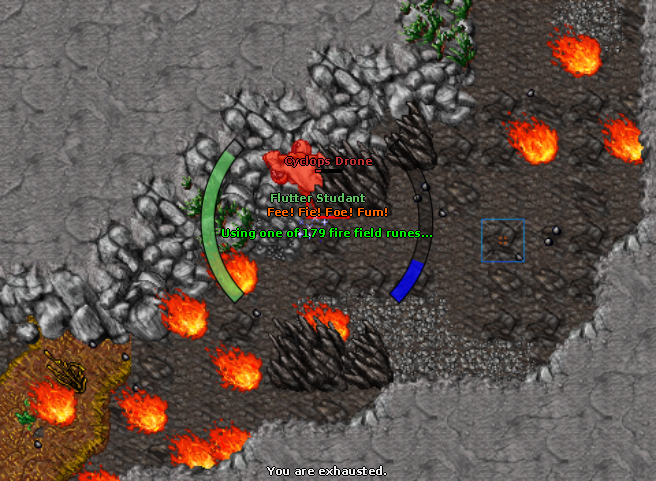 Cyclops Drone
Flutter Studant
Fee! Fie! Foe! Fum!
Using one of 179 fire field runes...
You are exhausted.